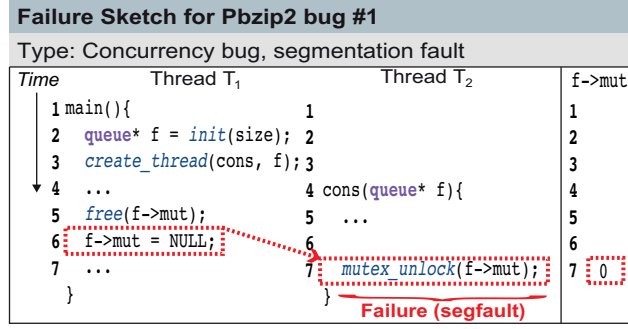 Failure Sketch for Pbzip2 bug #1
Type: Concurrency bug, segmentation fault
Time Thread T1 Thread T2 f->mut
1 main(){ 1 1
2 queue* f = init(size); 2 2
3 create_thread(cons, f); 3 3
4 ... 4 cons(queue* f){ 4
5 free(f->mut); 5 ... 5
6 f->mut = NULL; 6 6
7 ... 7 mutex_unlock(f->mut); 7 0
} }
Failure (segfault)